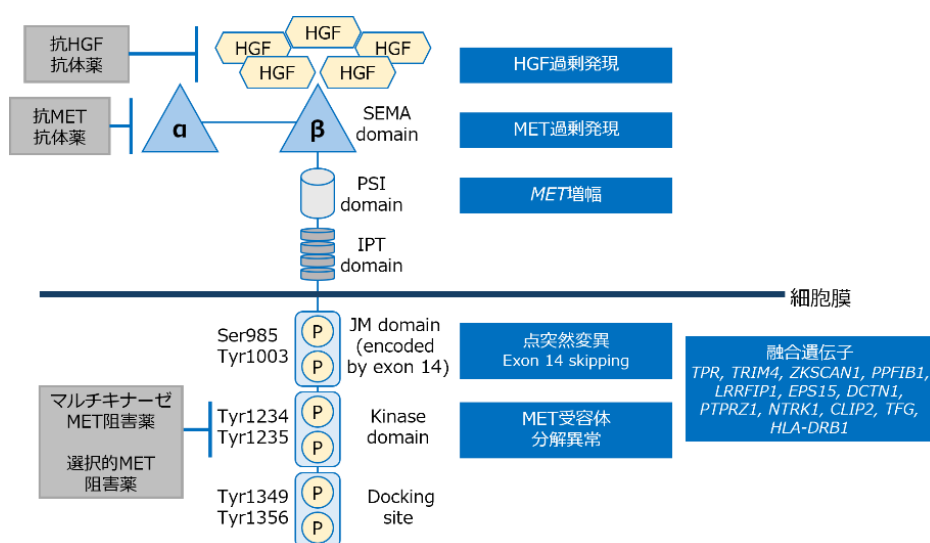 抗HGF
抗体薬
HGF
HGF
HGF
HGF
HGF
HGF過剰発現
抗MET
抗体薬
α
β
SEMA
domain
MET過剰発現
PSI
domain
MET増幅
IPT
domain
細胞膜
Ser985
Tyr1003
P
P
JM domain
(encoded
by exon 14)
点突然変異
Exon 14 skipping
融合遺伝子
TPR, TRIM4, ZKSCAN1, PPFIB1,
LRRFIP1, EPS15, DCTN1,
PTPRZ1, NTRK1, CLIP2, TFG,
HLA-DRB1
マルチキナーゼ
MET阻害薬
選択的MET
阻害薬
Tyr1234
Tyr1235
P
P
Kinase
domain
MET受容体
分解異常
Tyr1349
Tyr1356
P
P
Docking
site